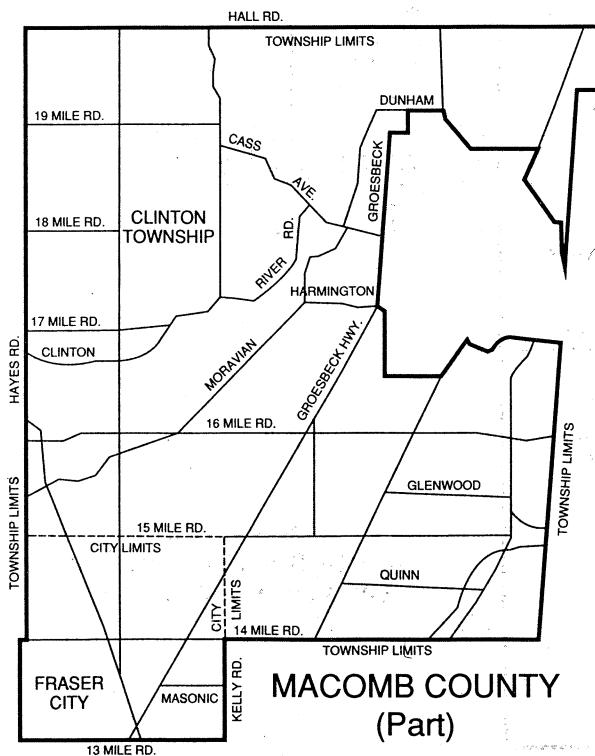 HALL RD.
TOWNSHIP LIMITS
DUNHAM
19 MILE RD.
CASS
AVE.
GROESBECK
18 MILE RD.
CLINTON
TOWNSHIP
RIVER
RD.
HARMINGTON
17 MILE RD.
CLINTON
HAYES RD.
MORAVIAN
GROESBECK HWY.
16 MILE RD.
TOWNSHIP LIMITS
GLENWOOD
TOWNSHIP LIMITS
15 MILE RD.
CITY LIMITS
CITY
LIMITS
QUINN
14 MILE RD.
TOWNSHIP LIMITS
FRASER
CITY
MASONIC
KELLY RD.
MACOMB COUNTY
(Part)
13 MILE RD.